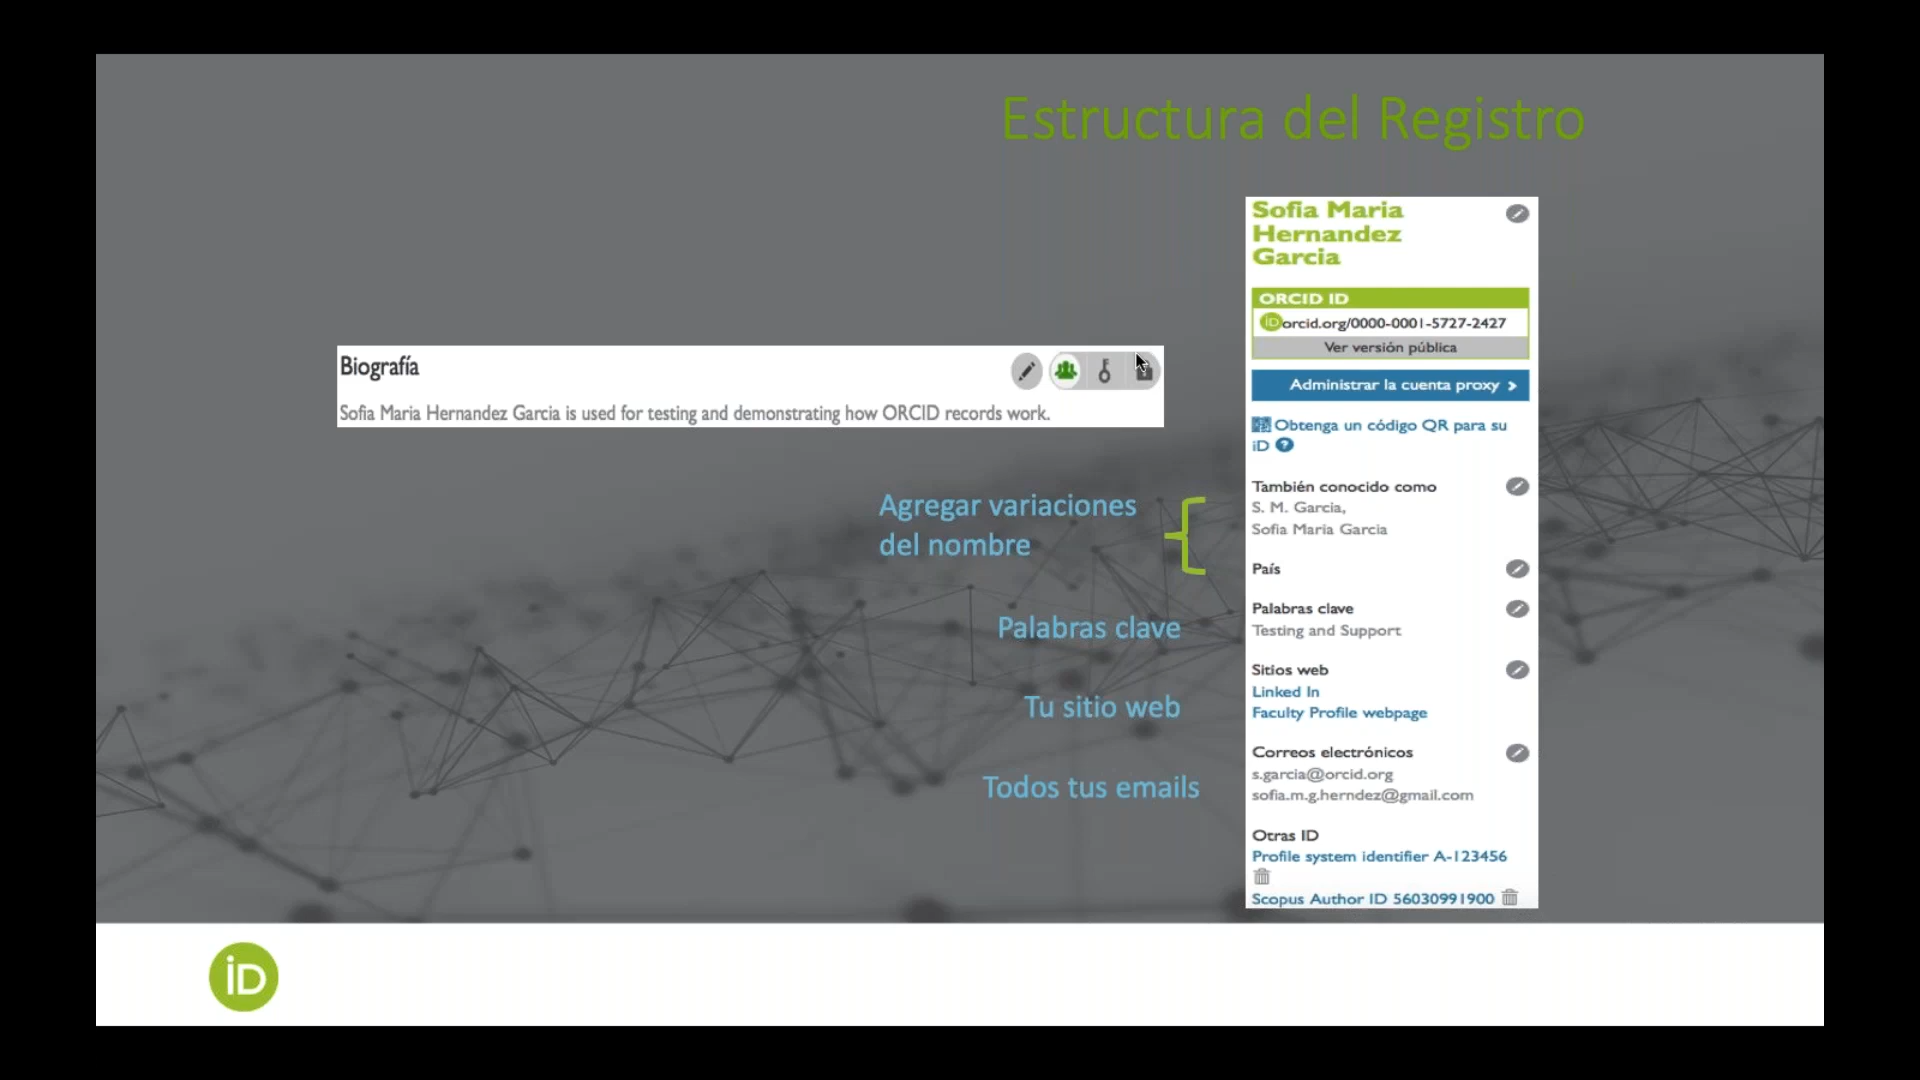 Estructura del Registro
Biografía
Sofia Maria Hernandez Garcia is used for testing and demonstrating how ORCID records work.
Agregar variaciones
del nombre
Palabras clave
Tu sitio web
Todos tus emails
Sofia Maria
Hernandez
Garcia
ORCID ID
iD orcid.org/0000-0001-5727-2427
Ver versión pública
Administrar la cuenta proxy >
Obtenga un código QR para su
iD ?
También conocido como
S. M. Garcia,
Sofia Maria Garcia
País
Palabras clave
Testing and Support
Sitios web
Linked In
Faculty Profile webpage
Correos electrónicos
s.garcia@orcid.org
sofia.m.g.herndez@gmail.com
Otras ID
Profile system identifier A-123456
Scopus Author ID 56030991900
iD